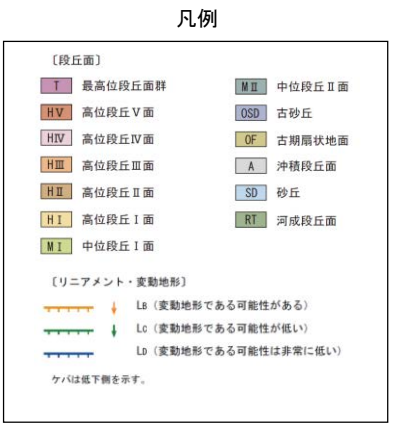 凡例
〔段丘面〕
T 最高位段丘面群
HⅤ 高位段丘Ⅴ面
HⅣ 高位段丘Ⅳ面
HⅢ 高位段丘Ⅲ面
HⅡ 高位段丘Ⅱ面
HⅠ 高位段丘Ⅰ面
MⅠ 中位段丘Ⅰ面
MⅡ 中位段丘Ⅱ面
OSD 古砂丘
OF 古期扇状地面
A 沖積段丘面
SD 砂丘
RT 河成段丘面
〔リニアメント・変動地形〕
LB（変動地形である可能性がある）
LC（変動地形である可能性が低い）
LD（変動地形である可能性は非常に低い）
ケバは低下側を示す。